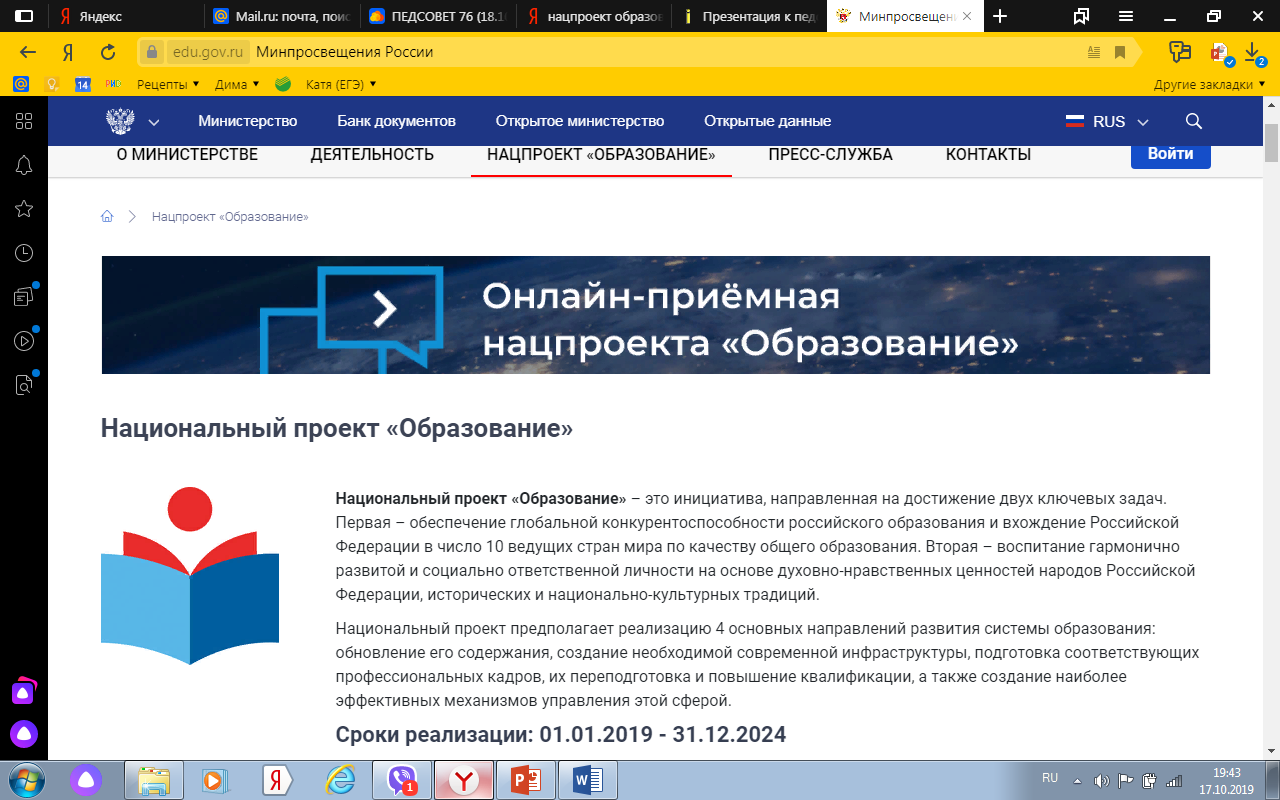 Яндекс
Mail.ru: почта, поис
ПЕДСОВЕТ 76 (18.1
нацпроект образов
Презентация к пед
Минпросвещен
edu.gov.ru Минпросвещения России
2
14
РИ
Рецепты
Дима
Катя (ЕГЭ)
Другие закладки
Министерство
Банк документов
Открытое министерство
Открытые данные
RUS
О МИНИСТЕРСТВЕ
ДЕЯТЕЛЬНОСТЬ
НАЦПРОЕКТ «ОБРАЗОВАНИЕ»
ПРЕСС-СЛУЖБА
КОНТАКТЫ
Войти
Нацпроект «Образование»
Онлайн-приёмная
нацпроекта «Образование»
Национальный проект «Образование»
Национальный проект «Образование» – это инициатива, направленная на достижение двух ключевых задач.
Первая – обеспечение глобальной конкурентоспособности российского образования и вхождение Российской
Федерации в число 10 ведущих стран мира по качеству общего образования. Вторая – воспитание гармонично
развитой и социально ответственной личности на основе духовно-нравственных ценностей народов Российской
Федерации, исторических и национально-культурных традиций.
Национальный проект предполагает реализацию 4 основных направлений развития системы образования:
обновление его содержания, создание необходимой современной инфраструктуры, подготовка соответствующих
профессиональных кадров, их переподготовка и повышение квалификации, а также создание наиболее
эффективных механизмов управления этой сферой.
Сроки реализации: 01.01.2019 - 31.12.2024
1
RU
19:43
17.10.2019